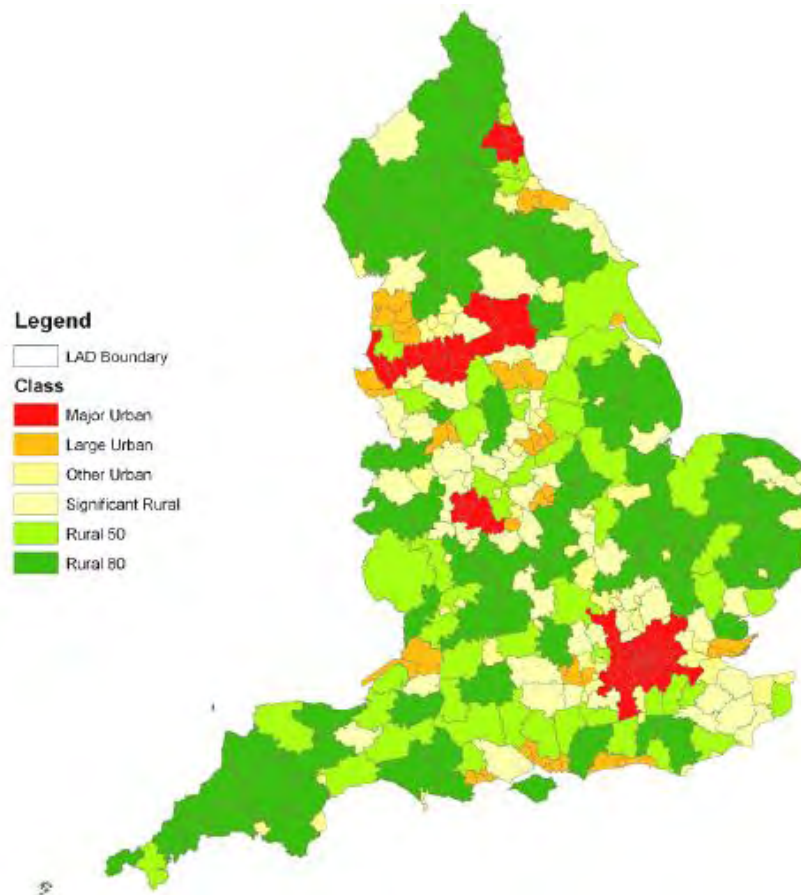 Legend
LAD Boundary
Class
Major Urban
Large Urban
Other Urban
Significant Rural
Rural 50
Rural 80